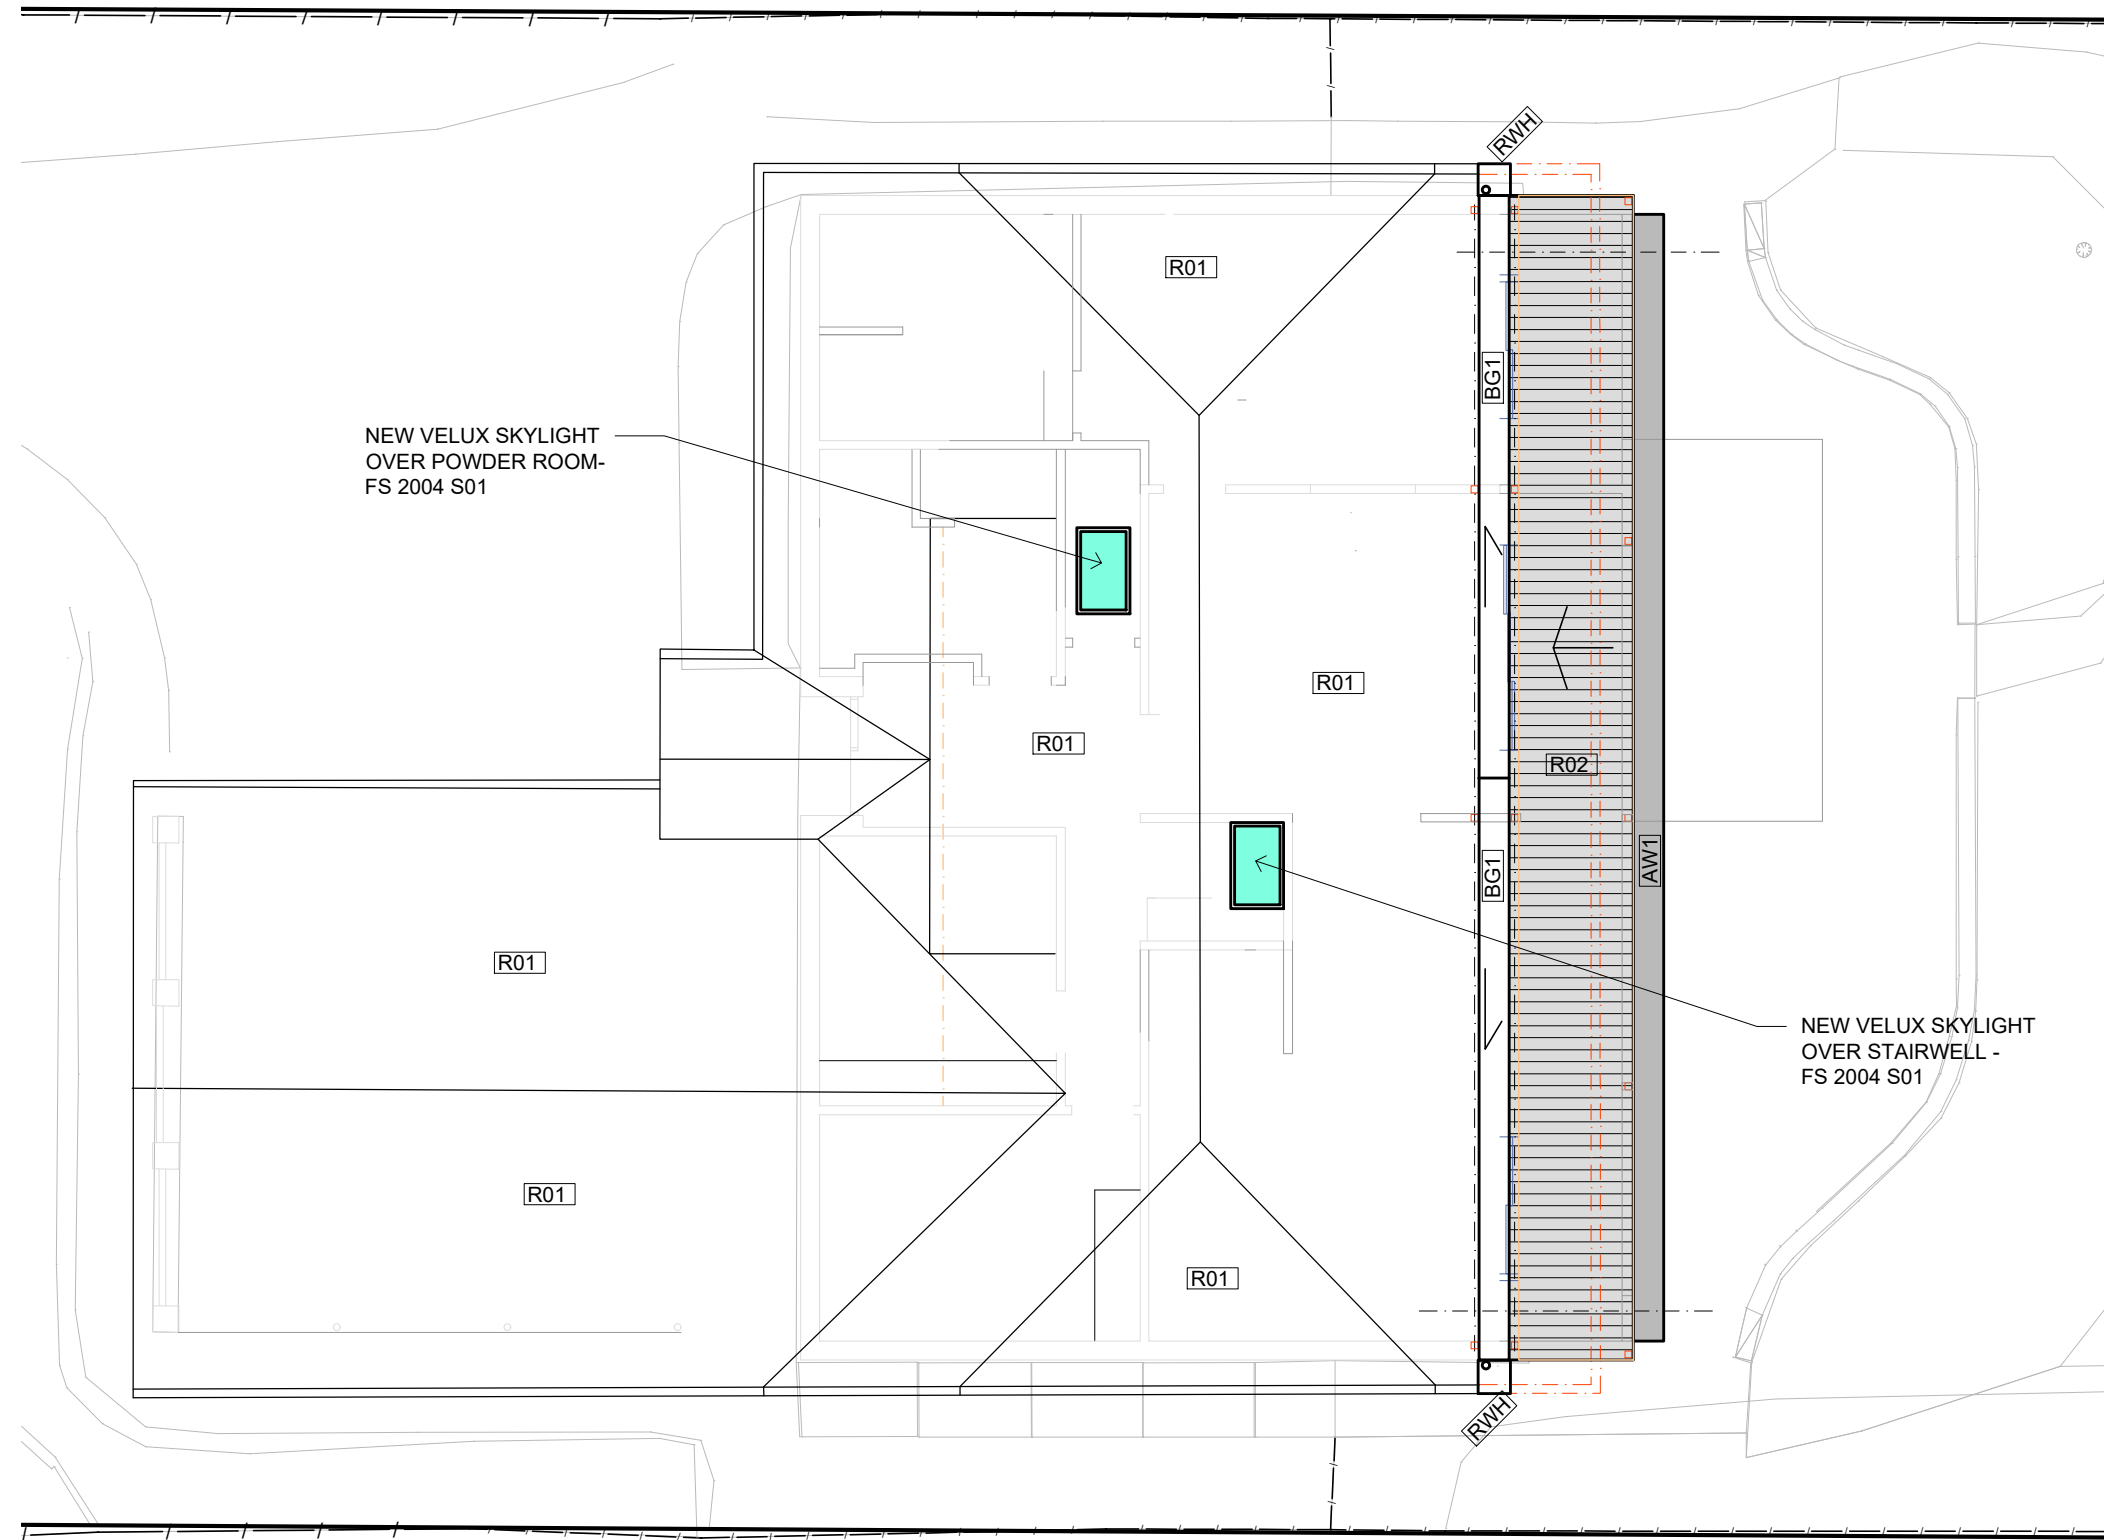 RWH
R01
BG1
NEW VELUX SKYLIGHT
OVER POWDER ROOM-
FS 2004 S01
R01
R01
R02
BG1
AW1
R01
NEW VELUX SKYLIGHT
OVER STAIRWELL -
FS 2004 S01
R01
R01
RWH